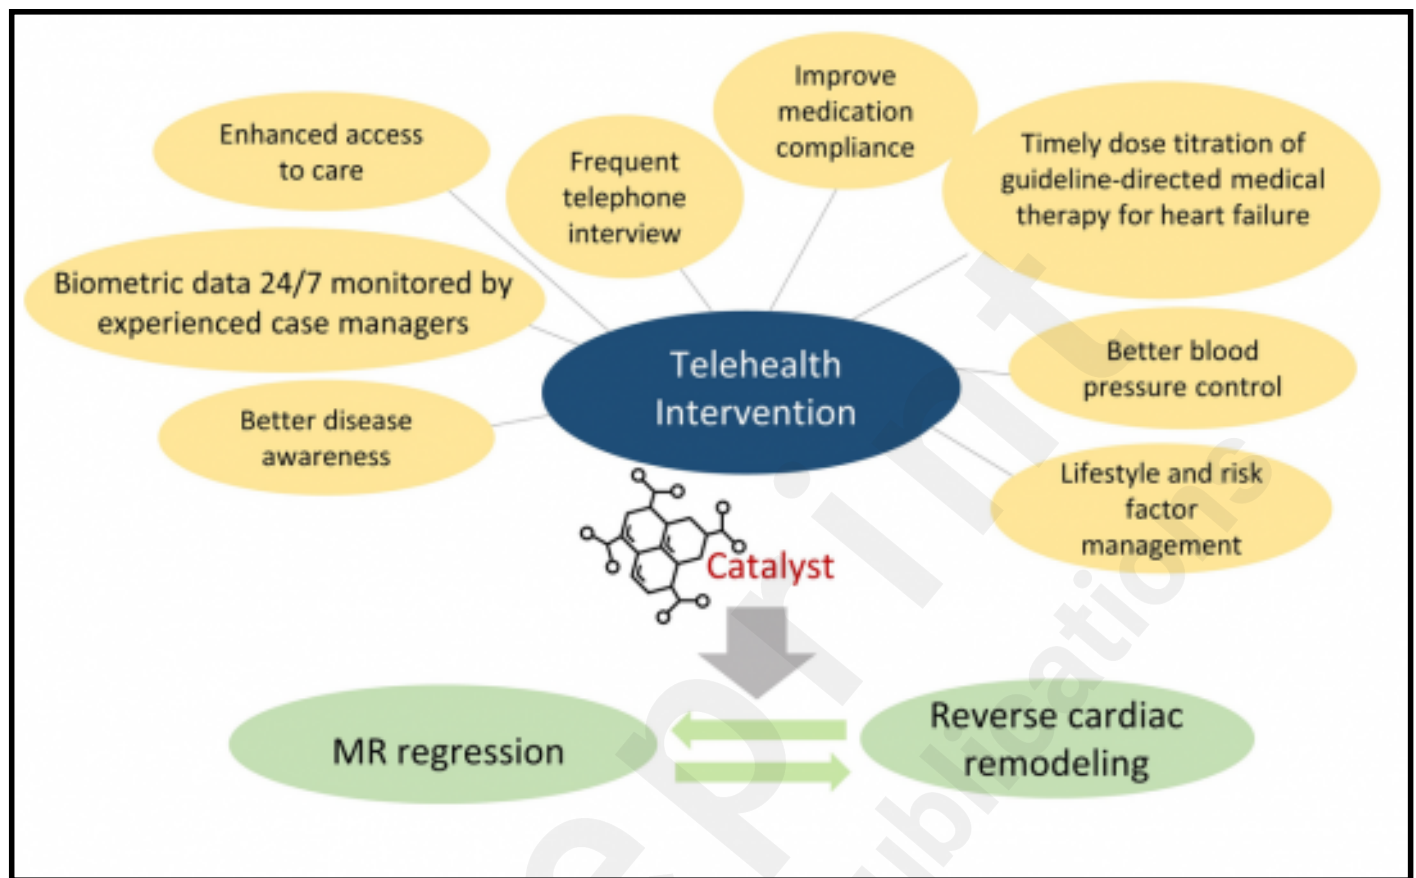 Improve
medication
compliance
Enhanced access
to care
Frequent
telephone
interview
Timely dose titration of
guideline-directed medical
therapy for heart failure
Biometric data 24/7 monitored by
experienced case managers
Telehealth
Intervention
Better blood
pressure control
Better disease
awareness
Lifestyle and risk
factor
management
Catalyst
MR regression
Reverse cardiac
remodeling
eprint
ublications